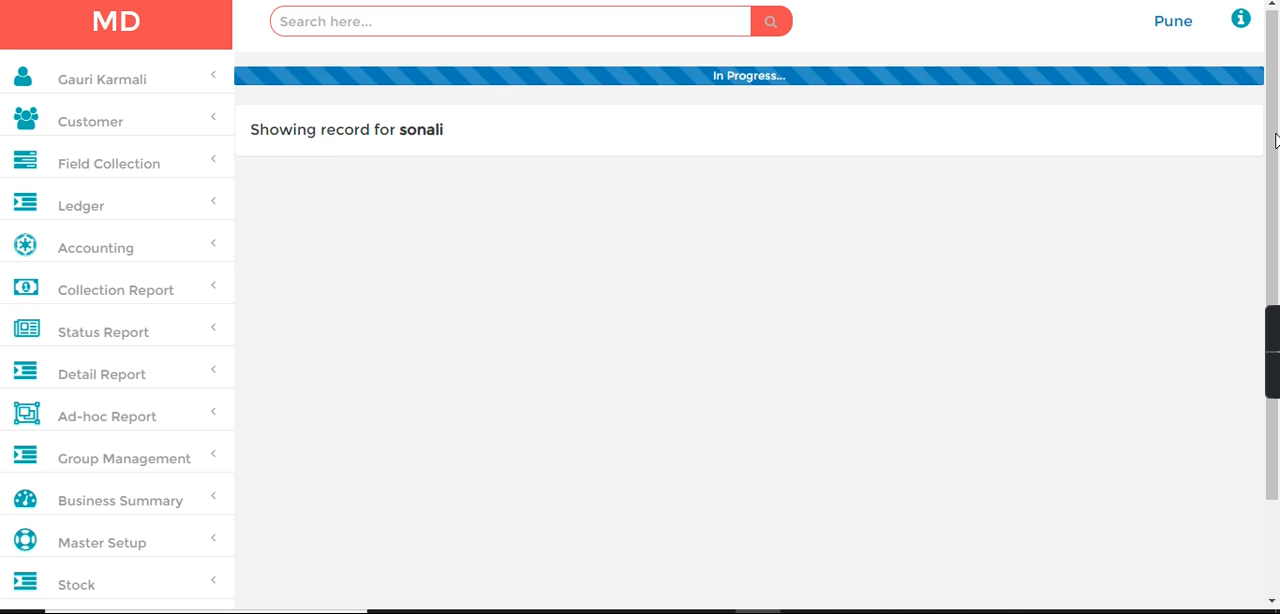 MD
Search here...
Pune
Gauri Karmali
In Progress...
Customer
Showing record for sonali
Field Collection
Ledger
Accounting
Collection Report
Status Report
Detail Report
Ad-hoc Report
Group Management
Business Summary
Master Setup
Stock